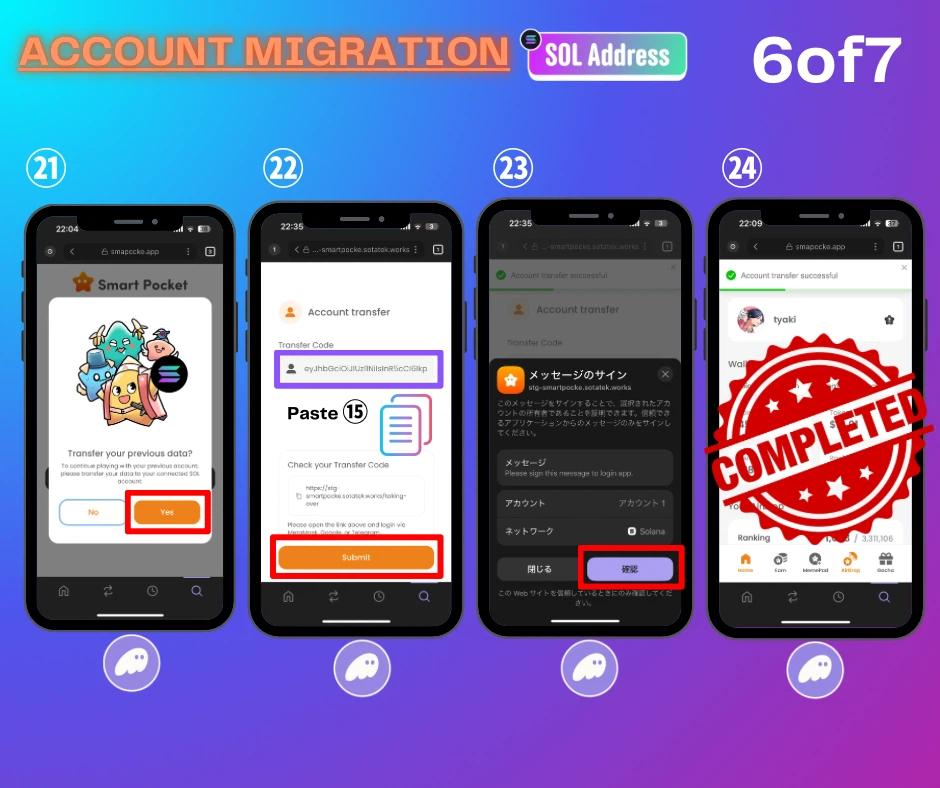 ACCOUNT MIGRATION
SOL Address
6of7
21
22:04
smapocke.app
Smart Pocket
Transfer your previous data?
To continue playing with your previous account,
please transfer your data to your connected SOL
account.
No
Yes
22
22:35
...-smartpocke.sotatek.works
Account transfer
Transfer Code
Paste 15
Check your Transfer Code
https://stg-
smartpocke.sotatek.works/taking-
over
Please open the link above and login via
MetaMask, Google, or Telegram.
Submit
23
22:35
...-smartpocke.sotatek.works
Account transfer successful
Account transfer
Transfer Code
メッセージのサイン
stg-smartpocke.sotatek.works
このメッセージをサインすることで、選択されたアカ
ウントの所有者であることを証明できます。信頼でき
るアプリケーションからのメッセージのみをサインし
てください。
メッセージ
Please sign this message to login app.
アカウント
アカウント 1
ネットワーク
Solana
閉じる
確認
この Web サイトを信頼しているときにのみ確認してくだ
さい。
24
22:09
smapocke.app
Account transfer successful
tyaki
COMPLETED
Ranking
/ 3,311,106
Home
Earn
MemePad
AirDrop
Gacha